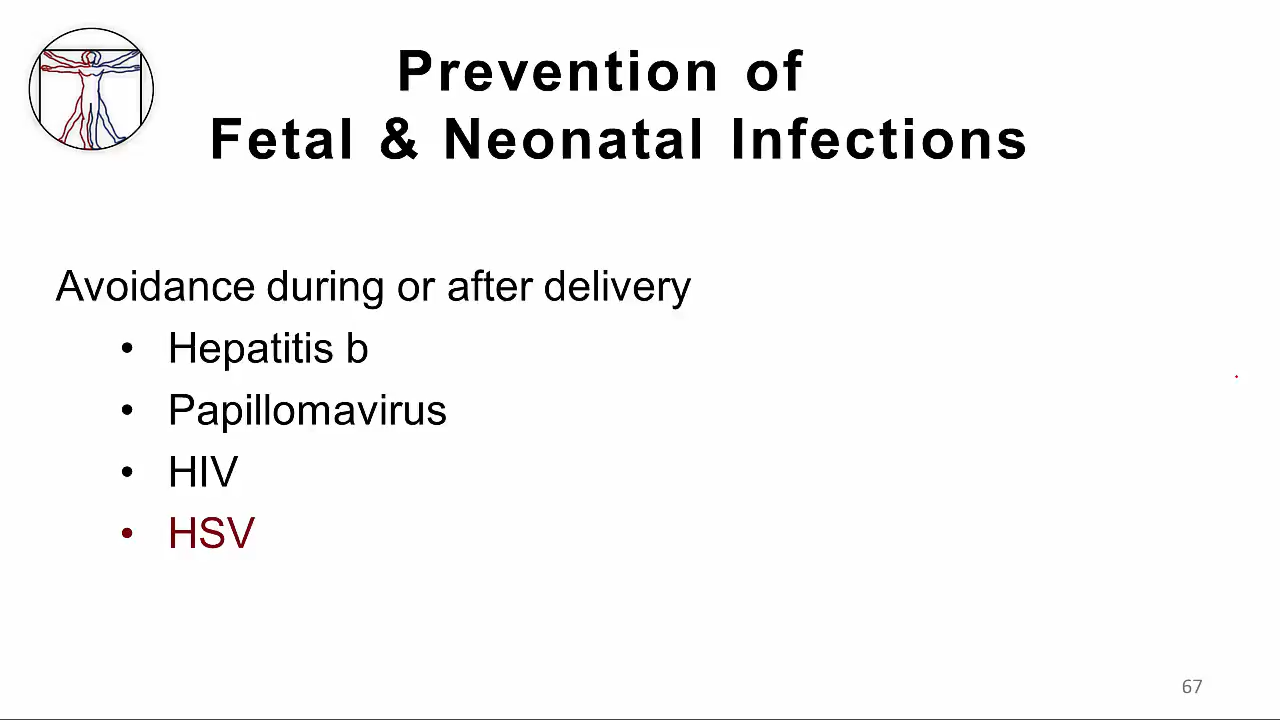 Prevention of
Fetal & Neonatal Infections
Avoidance during or after delivery
• Hepatitis b
• Papillomavirus
• HIV
• HSV
67